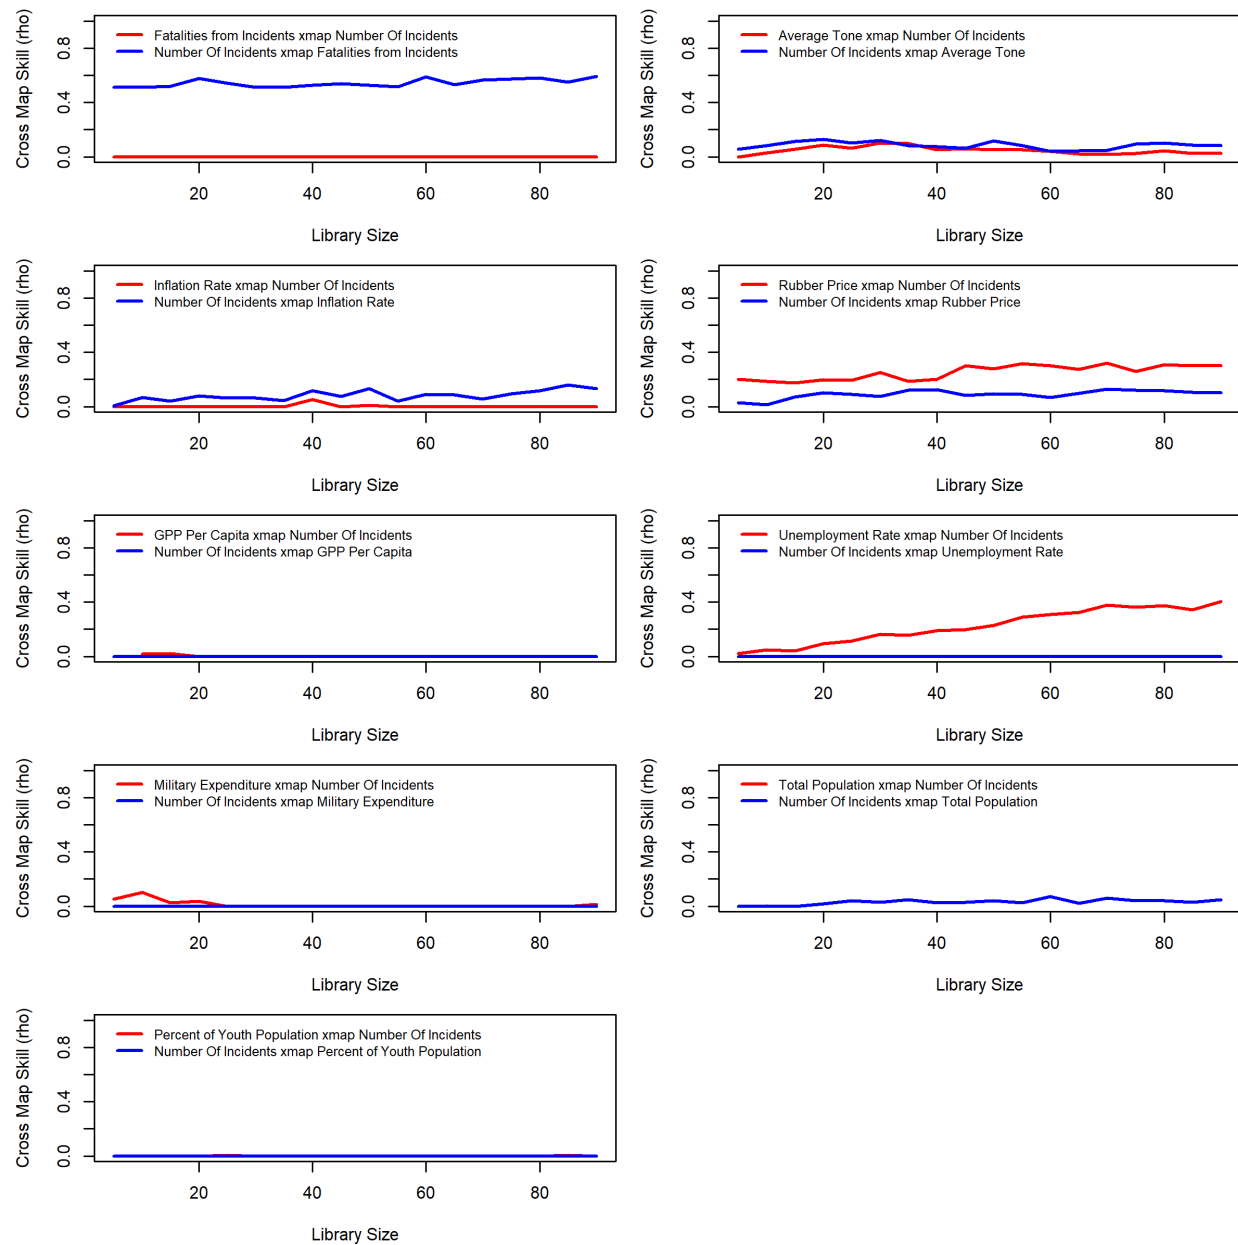 Fatalities from Incidents xmap Number Of Incidents
Number Of Incidents xmap Fatalities from Incidents
Cross Map Skill (rho)
0.8
0.4
0.0
20 40 60 80
Library Size
Average Tone xmap Number Of Incidents
Number Of Incidents xmap Average Tone
Cross Map Skill (rho)
0.8
0.4
0.0
20 40 60 80
Library Size
Inflation Rate xmap Number Of Incidents
Number Of Incidents xmap Inflation Rate
Cross Map Skill (rho)
0.8
0.4
0.0
20 40 60 80
Library Size
Rubber Price xmap Number Of Incidents
Number Of Incidents xmap Rubber Price
Cross Map Skill (rho)
0.8
0.4
0.0
20 40 60 80
Library Size
GPP Per Capita xmap Number Of Incidents
Number Of Incidents xmap GPP Per Capita
Cross Map Skill (rho)
0.8
0.4
0.0
20 40 60 80
Library Size
Unemployment Rate xmap Number Of Incidents
Number Of Incidents xmap Unemployment Rate
Cross Map Skill (rho)
0.8
0.4
0.0
20 40 60 80
Library Size
Military Expenditure xmap Number Of Incidents
Number Of Incidents xmap Military Expenditure
Cross Map Skill (rho)
0.8
0.4
0.0
20 40 60 80
Library Size
Total Population xmap Number Of Incidents
Number Of Incidents xmap Total Population
Cross Map Skill (rho)
0.8
0.4
0.0
20 40 60 80
Library Size
Percent of Youth Population xmap Number Of Incidents
Number Of Incidents xmap Percent of Youth Population
Cross Map Skill (rho)
0.8
0.4
0.0
20 40 60 80
Library Size